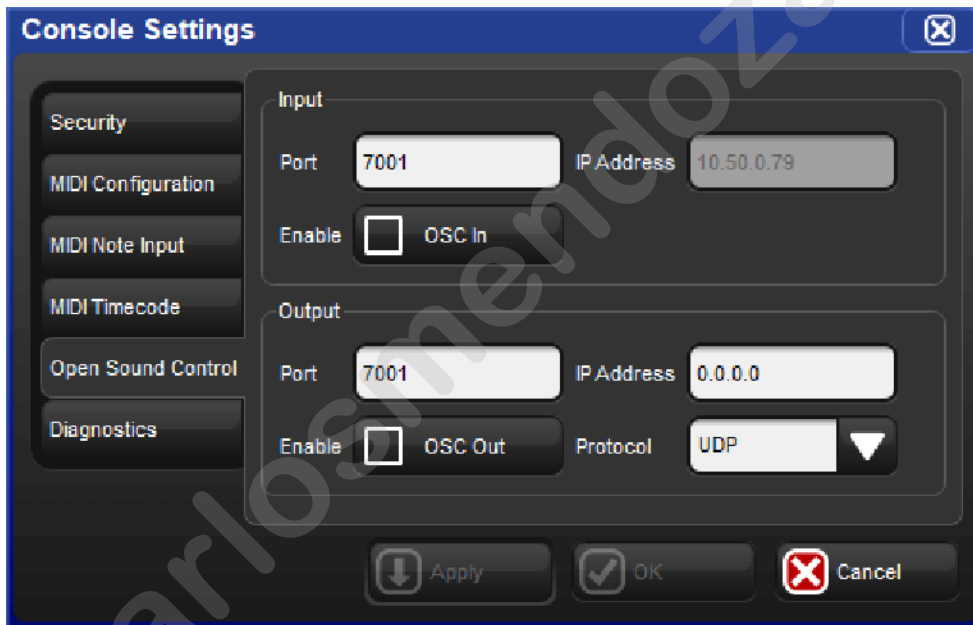 Console Settings
Security
MIDI Configuration
MIDI Note Input
MIDI Timecode
Open Sound Control
Diagnostics
Input
Port 7001 IP Address 10.50.0.79
Enable OSC In
Output
Port 7001 IP Address 0.0.0.0
Enable OSC Out Protocol UDP
Apply OK Cancel
arlosmendoza